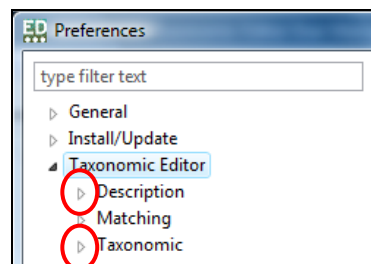 ED Preferences
type filter text
General
Install/Update
Taxonomic Editor
Description
Matching
Taxonomic